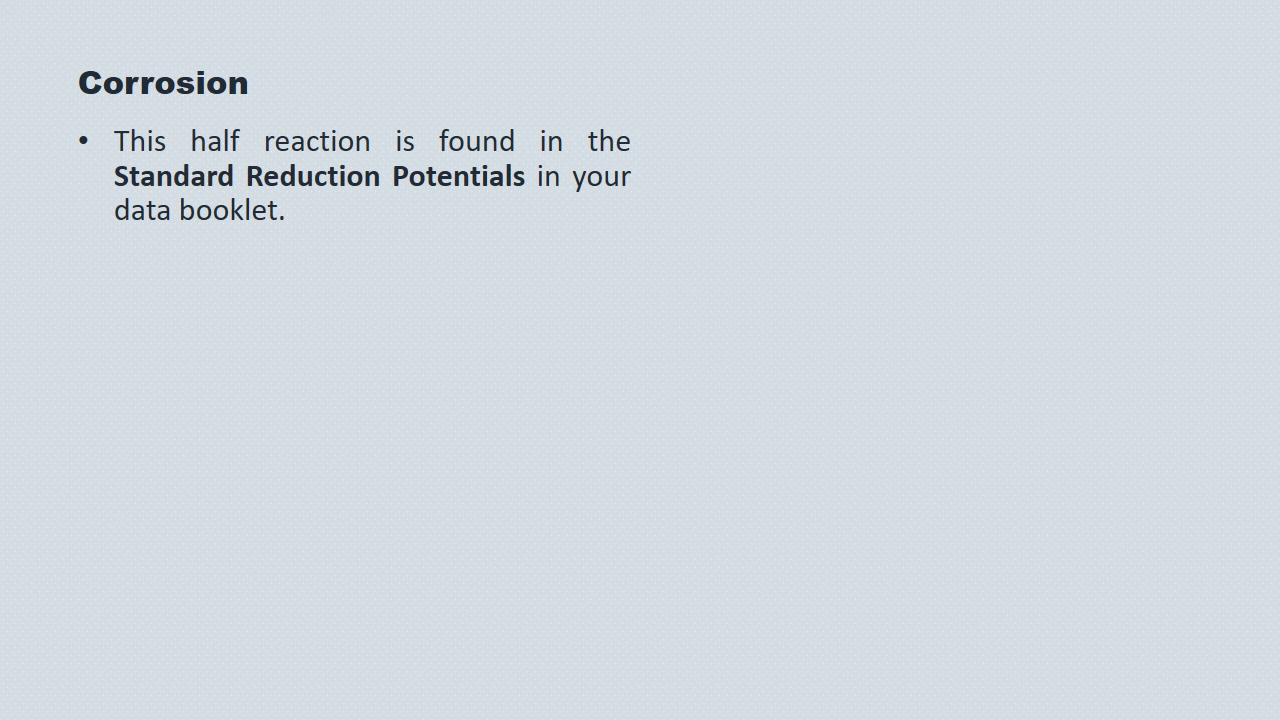 Corrosion
• This half reaction is found in the
Standard Reduction Potentials in your
data booklet.